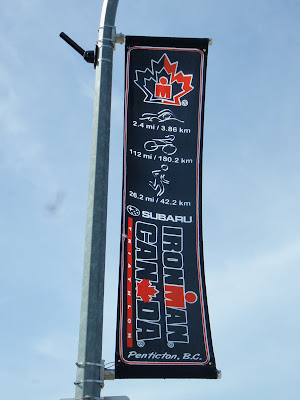 M
®
2.4 mi / 3.86 km
112 mi / 180.2 km
26.2 mi / 42.2 km
SUBARU
IRONMAN
CANADA
TRIATHLON
Penticton, B.C.